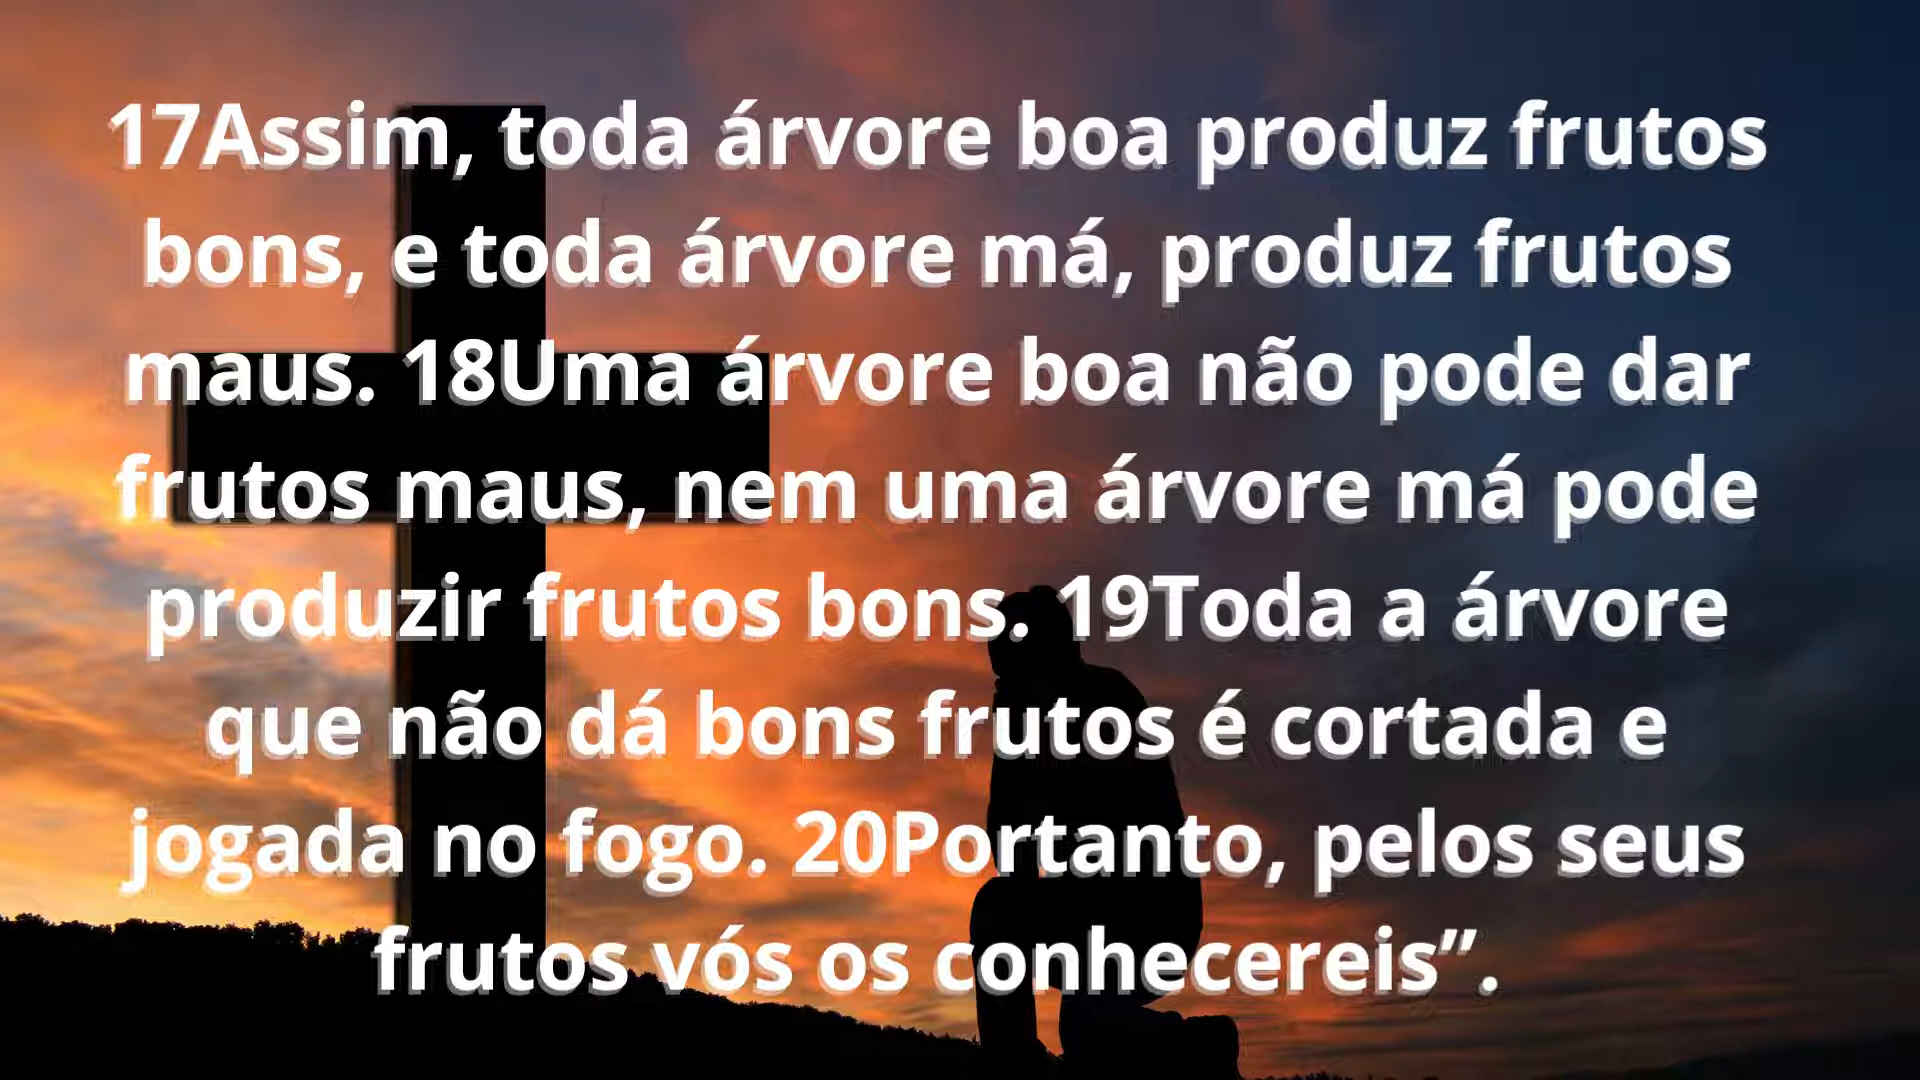 17Assim, toda árvore boa produz frutos
bons, e toda árvore má, produz frutos
maus. 18Uma árvore boa não pode dar
frutos maus, nem uma árvore má pode
produzir frutos bons. 19Toda a árvore
que não dá bons frutos é cortada e
jogada no fogo. 20Portanto, pelos seus
frutos vós os conhecereis”.